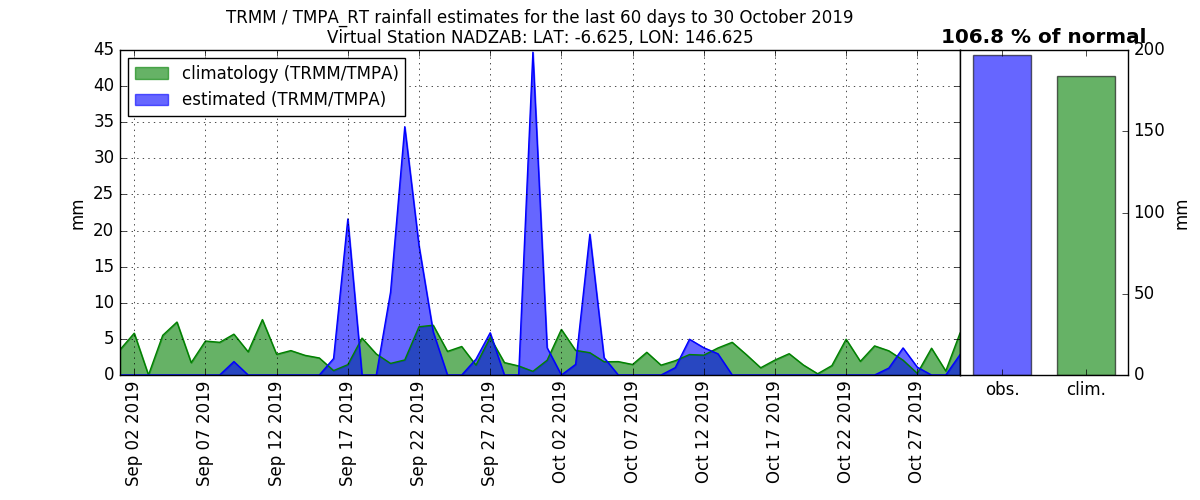 TRMM / TMPA_RT rainfall estimates for the last 60 days to 30 October 2019
Virtual Station NADZAB: LAT: -6.625, LON: 146.625
106.8 % of normal
climatology (TRMM/TMPA)
estimated (TRMM/TMPA)
mm
45
40
35
30
25
20
15
10
5
0
Sep 02 2019
Sep 07 2019
Sep 12 2019
Sep 17 2019
Sep 22 2019
Sep 27 2019
Oct 02 2019
Oct 07 2019
Oct 12 2019
Oct 17 2019
Oct 22 2019
Oct 27 2019
obs.
clim.
200
150
100
50
0
mm